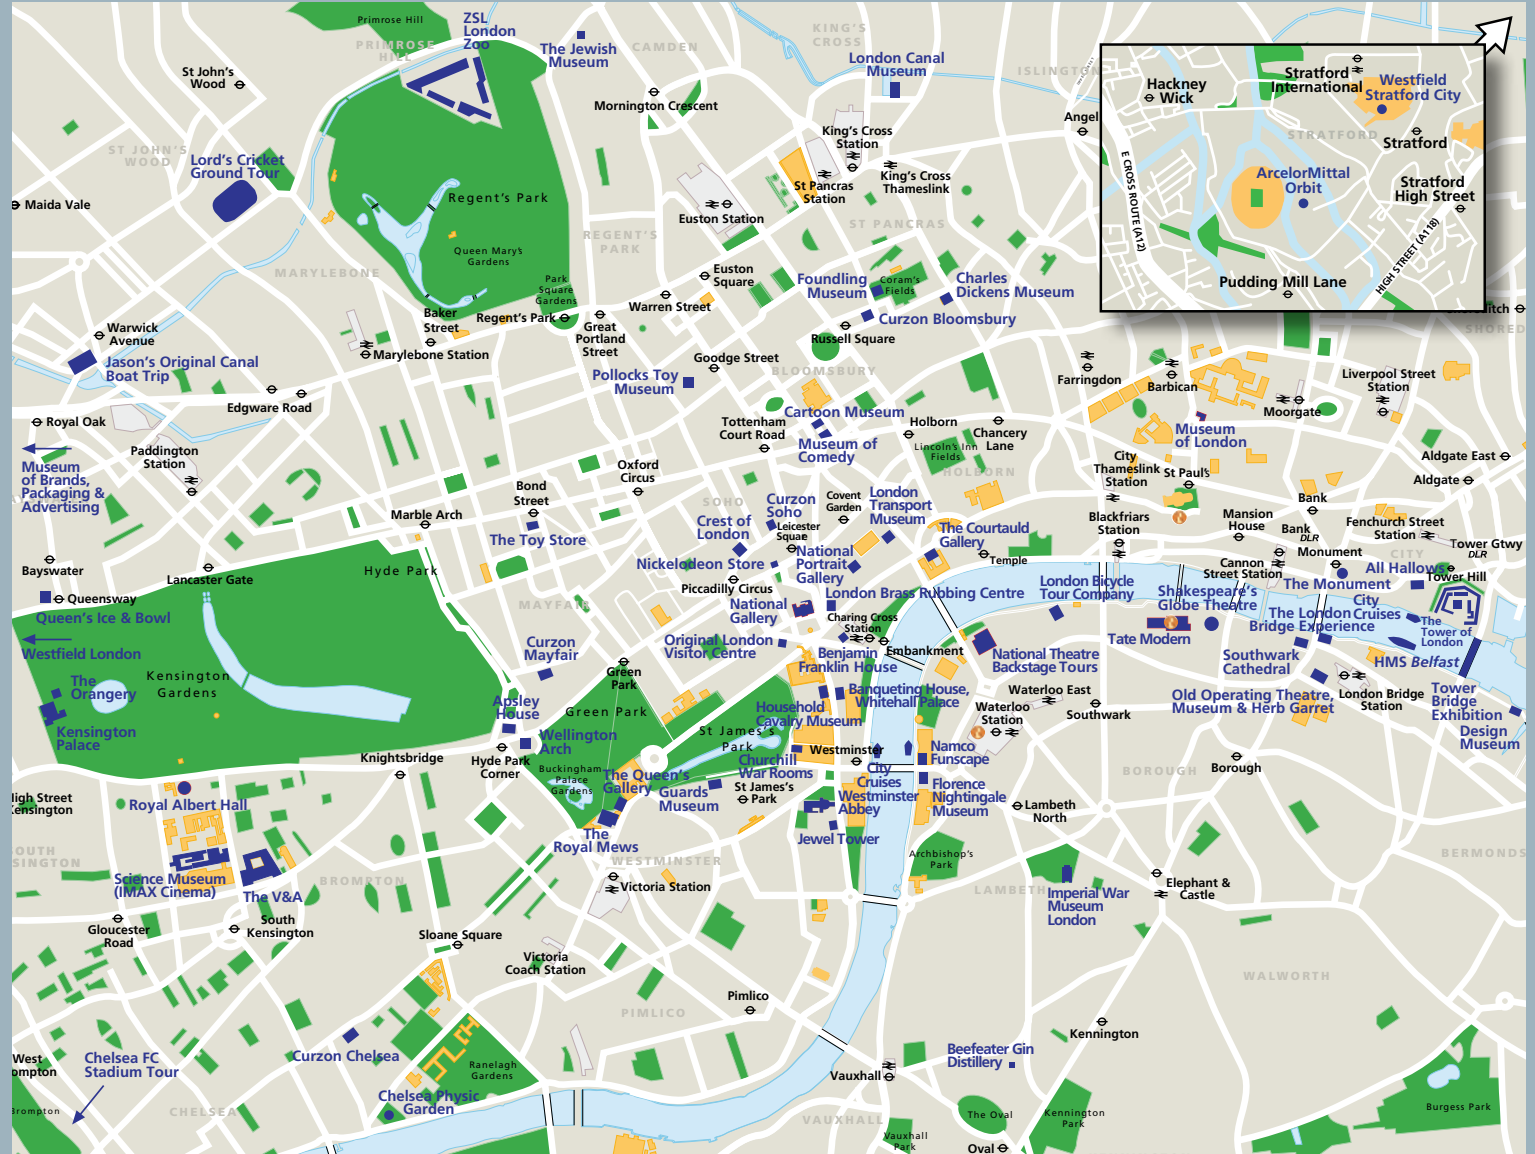 Primrose Hill
ZSL
London
Zoo
PRIMROSE
HILL
The Jewish
Museum
CAMDEN
KING'S
CROSS
London Canal
Museum
ISLINGTON
St John's
Wood
Mornington Crescent
Angel
King's Cross
Station
King's Cross
Thameslink
St Pancras
Station
Euston Station
ST JOHN'S
WOOD
Lord's Cricket
Ground Tour
Maida Vale
Regent's Park
Queen Mary's
Gardens
REGENT'S
PARK
ST PANCRAS
MARYLEBONE
Park
Square
Gardens
Euston
Square
Warren Street
Foundling
Museum
Coram's
Fields
Charles
Dickens Museum
Curzon Bloomsbury
Russell Square
Hackney
Wick
Stratford
International
Westfield
Stratford City
STRATFORD
Stratford
ArcelorMittal
Orbit
Stratford
High Street
E CROSS ROUTE (A12)
HIGH STREET (A118)
Pudding Mill Lane
Baker
Street
Regent's Park
Great
Portland
Street
Marylebone Station
Warwick
Avenue
Jason's Original Canal
Boat Trip
Edgware Road
Royal Oak
Goodge Street
Pollocks Toy
Museum
BLOOMSBURY
Cartoon Museum
Museum of
Comedy
Tottenham
Court Road
Holborn
Chancery
Lane
Lincoln's Inn
Fields
HOLBORN
Farringdon
Barbican
Moorgate
Liverpool Street
Station
Museum
of London
Aldgate East
Aldgate
Paddington
Station
Museum
of Brands,
Packaging &
Advertising
Oxford
Circus
Bond
Street
Marble Arch
The Toy Store
SOHO
Curzon
Soho
Crest of
London
Leicester
Square
Covent
Garden
London
Transport
Museum
The Courtauld
Gallery
Temple
City
Thameslink
Station
St Paul's
Blackfriars
Station
Mansion
House
Bank
Bank
DLR
Fenchurch Street
Station
CITY
Tower Gtwy
DLR
Monument
Cannon
Street Station
The Monument
All Hallows
Tower Hill
Bayswater
Lancaster Gate
Queensway
Queen's Ice & Bowl
Westfield London
Hyde Park
MAYFAIR
Nickelodeon Store
Piccadilly Circus
National
Portrait
Gallery
National
Gallery
London Brass Rubbing Centre
Charing Cross
Station
Original London
Visitor Centre
Benjamin
Franklin House
Embankment
London Bicycle
Tour Company
Shakespeare's
Globe Theatre
Tate Modern
The London
Bridge Experience
City
Cruises
The
Tower of
London
HMS Belfast
Southwark
Cathedral
National Theatre
Backstage Tours
Waterloo East
Waterloo
Station
Southwark
Old Operating Theatre,
Museum & Herb Garret
London Bridge
Station
Tower
Bridge
Exhibition
Design
Museum
The
Orangery
Kensington
Palace
Kensington
Gardens
Curzon
Mayfair
Green
Park
Green Park
Apsley
House
Wellington
Arch
Hyde Park
Corner
Knightsbridge
Buckingham
Palace
Gardens
The Queen's
Gallery
The
Royal Mews
St James's
Park
Household
Cavalry Museum
Banqueting House,
Whitehall Palace
Churchill
War Rooms
Westminster
Guards
Museum
St James's
Park
City
Cruises
Westminster
Abbey
Jewel Tower
Namco
Funscape
Florence
Nightingale
Museum
Lambeth
North
Borough
BOROUGH
High Street
Kensington
Royal Albert Hall
SOUTH
KENSINGTON
Science Museum
(IMAX Cinema)
The V&A
BROMPTON
WESTMINSTER
Victoria Station
Archbishop's
Park
LAMBETH
Imperial War
Museum
London
Elephant &
Castle
BERMONDS
Gloucester
Road
South
Kensington
Sloane Square
Victoria
Coach Station
Pimlico
PIMLICO
WALWORTH
Kennington
West
Brompton
Brompton
Chelsea FC
Stadium Tour
Curzon Chelsea
Chelsea Physic
Garden
Ranelagh
Gardens
CHELSEA
Vauxhall
Beefeater Gin
Distillery
VAUXHALL
Vauxhall
Park
The Oval
Oval
Kennington
Park
Burgess Park